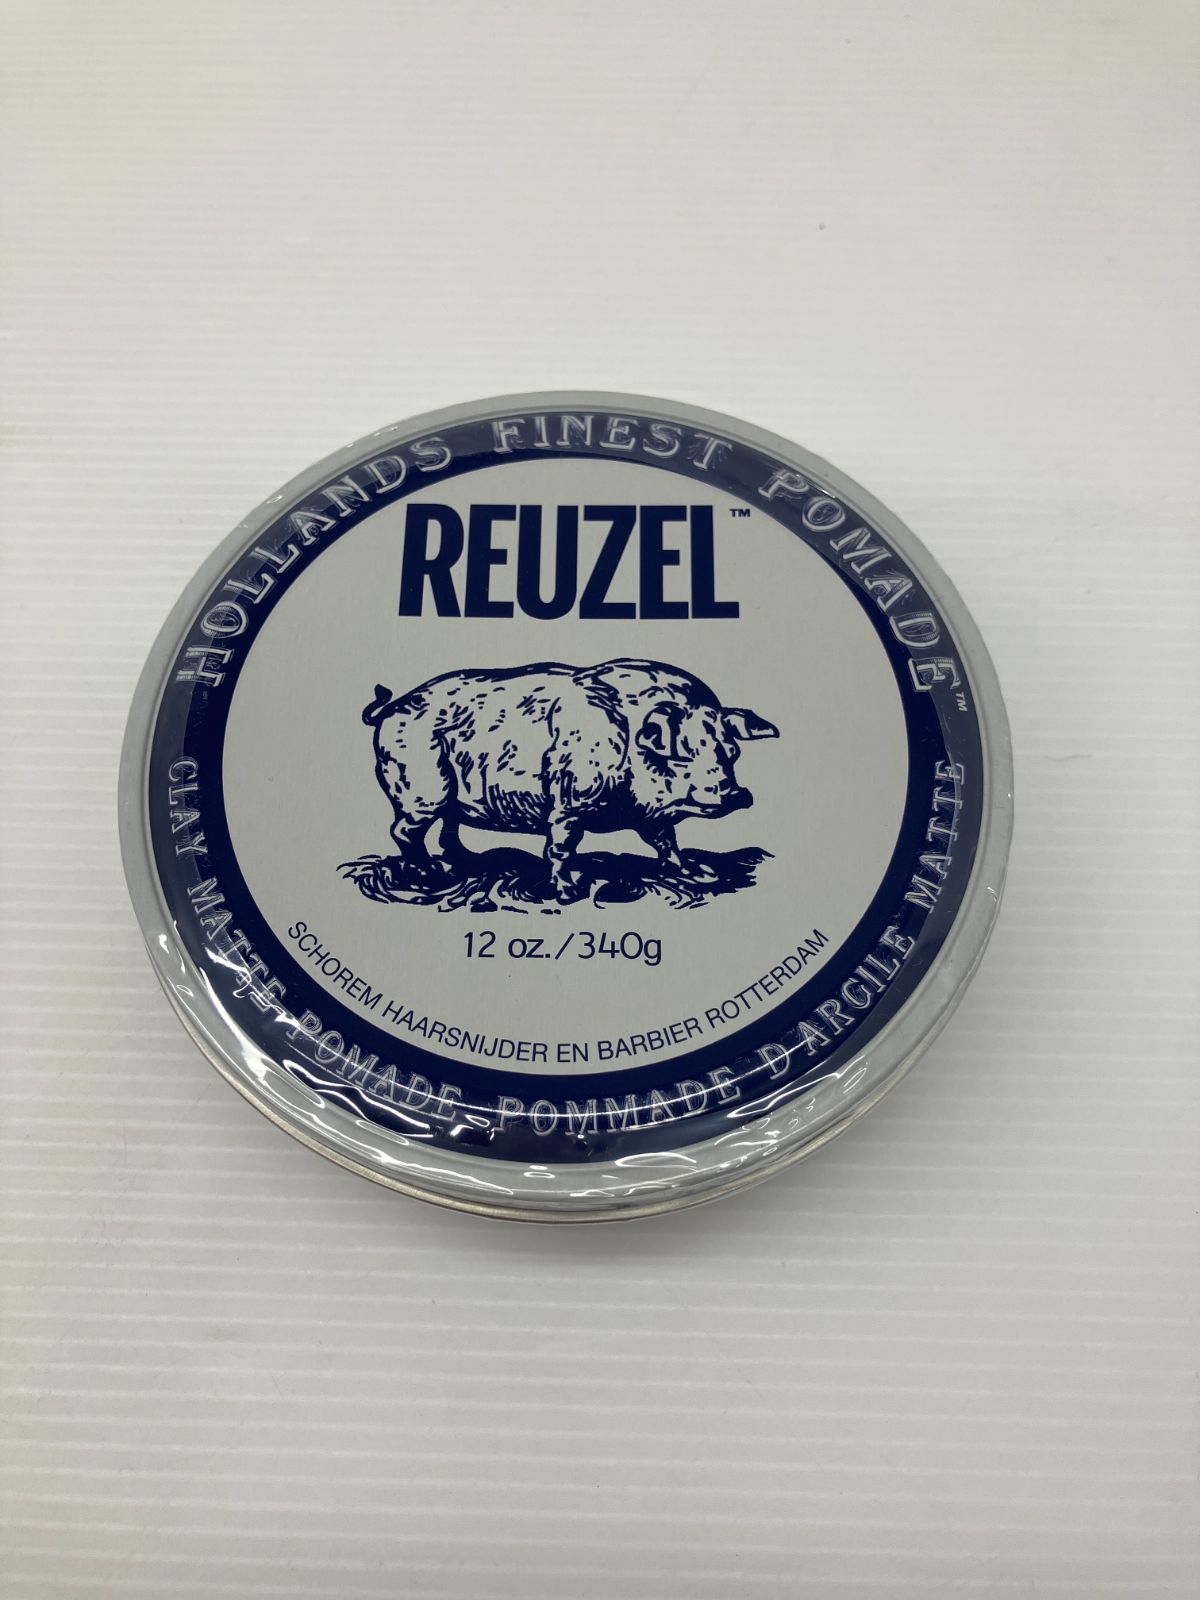 HOLLANDS FINEST POMADE™
REUZEL™
12 oz./340g
SCHOREM HAARSNIJDER EN BARBIER ROTTERDAM
CLAY MATTE POMADE - POMMADE D'ARGILE MATTE